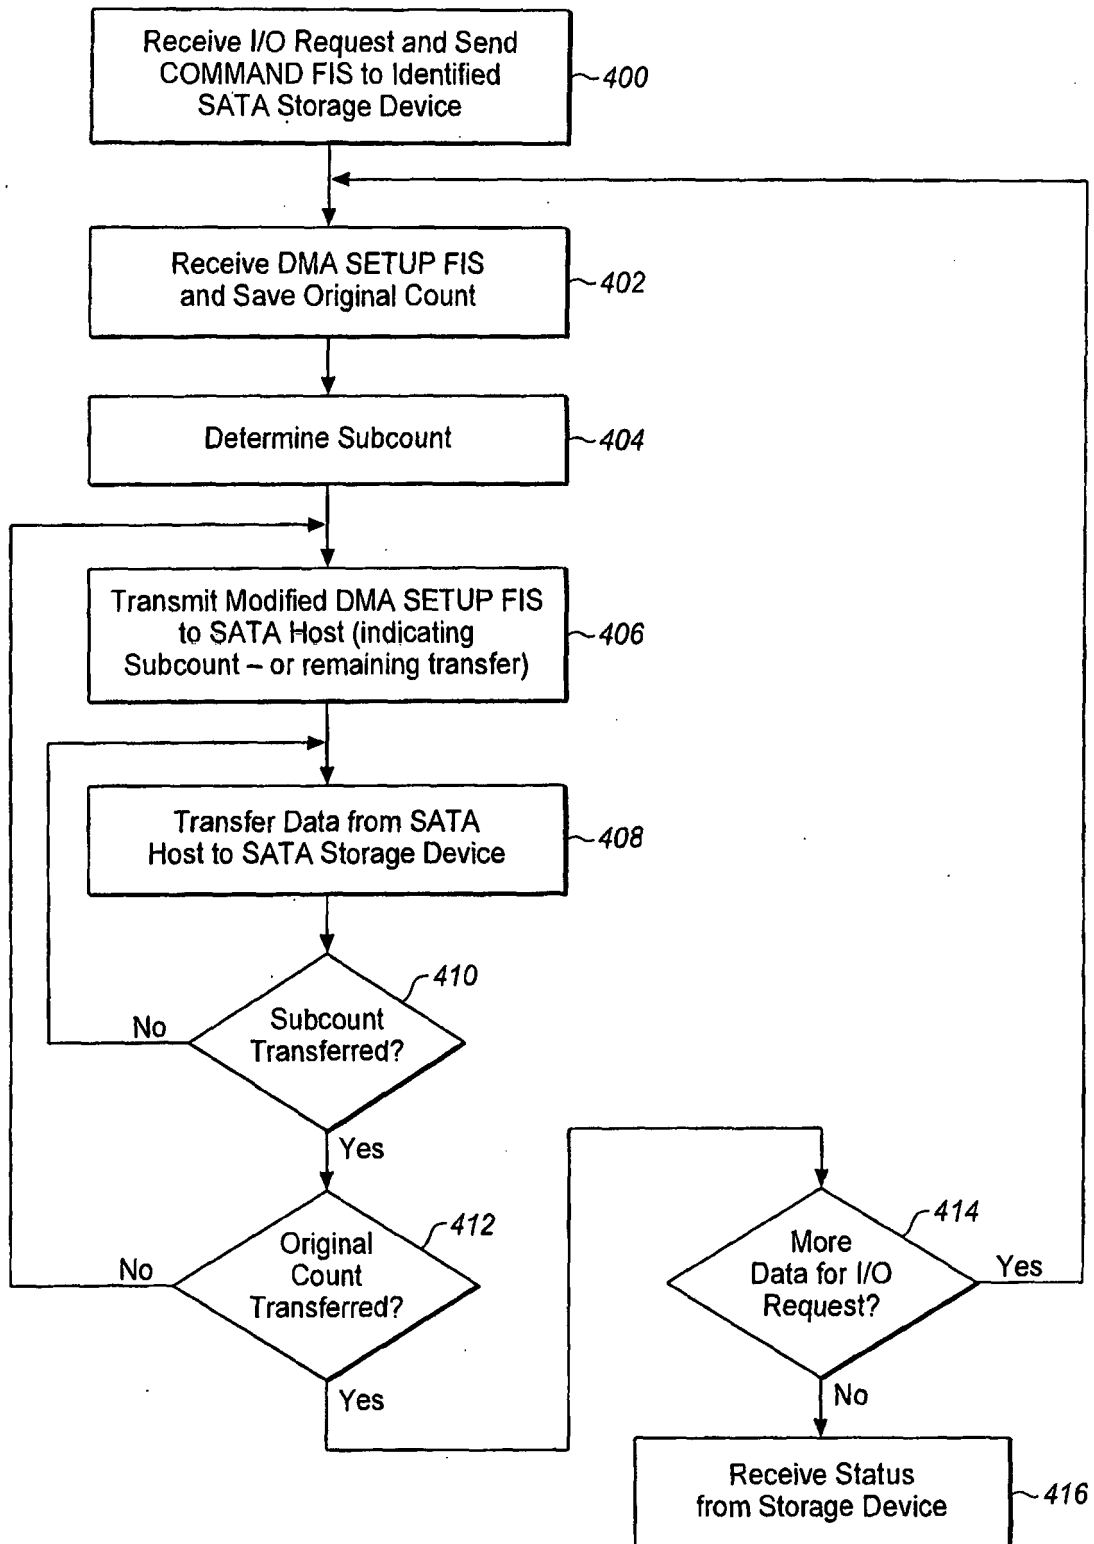 Receive I/O Request and Send
COMMAND FIS to Identified
SATA Storage Device
400
Receive DMA SETUP FIS
and Save Original Count
402
Determine Subcount
404
Transmit Modified DMA SETUP FIS
to SATA Host (indicating
Subcount – or remaining transfer)
406
Transfer Data from SATA
Host to SATA Storage Device
408
410
Subcount
Transferred?
No
Yes
412
Original
Count
Transferred?
No
Yes
414
More
Data for I/O
Request?
Yes
No
Receive Status
from Storage Device
416